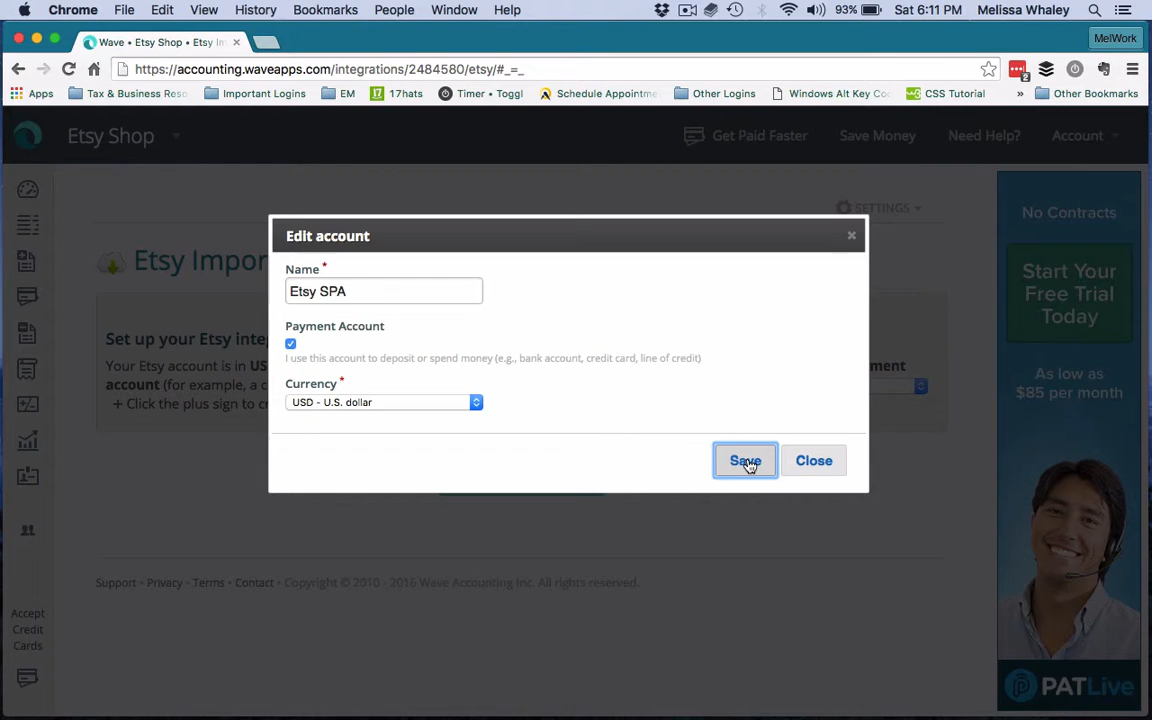 Chrome File Edit View History Bookmarks People Window Help 93% Sat 6:11 PM Melissa Whaley
Wave • Etsy Shop • Etsy Im MelWork
https://accounting.waveapps.com/integrations/2484580/etsy/#_=_ 2
Apps Tax & Business Reso Important Logins EM 17 17hats Timer • Toggl Schedule Appointme Other Logins Windows Alt Key Co CSS Tutorial » Other Bookmarks
Etsy Shop Get Paid Faster Save Money Need Help? Account
SETTINGS
Etsy Impor
Set up your Etsy inte
Your Etsy account is in US
account (for example, a c
+ Click the plus sign to cr
ment
Edit account ×
Name *
Etsy SPA
Payment Account
I use this account to deposit or spend money (e.g., bank account, credit card, line of credit)
Currency *
USD - U.S. dollar
Save Close
Support • Privacy • Terms • Contact • Copyright © 2010 - 2016 Wave Accounting Inc. All rights reserved.
Accept
Credit
Cards
No Contracts
Start Your
Free Trial
Today
As low as
$85 per month
PATLive